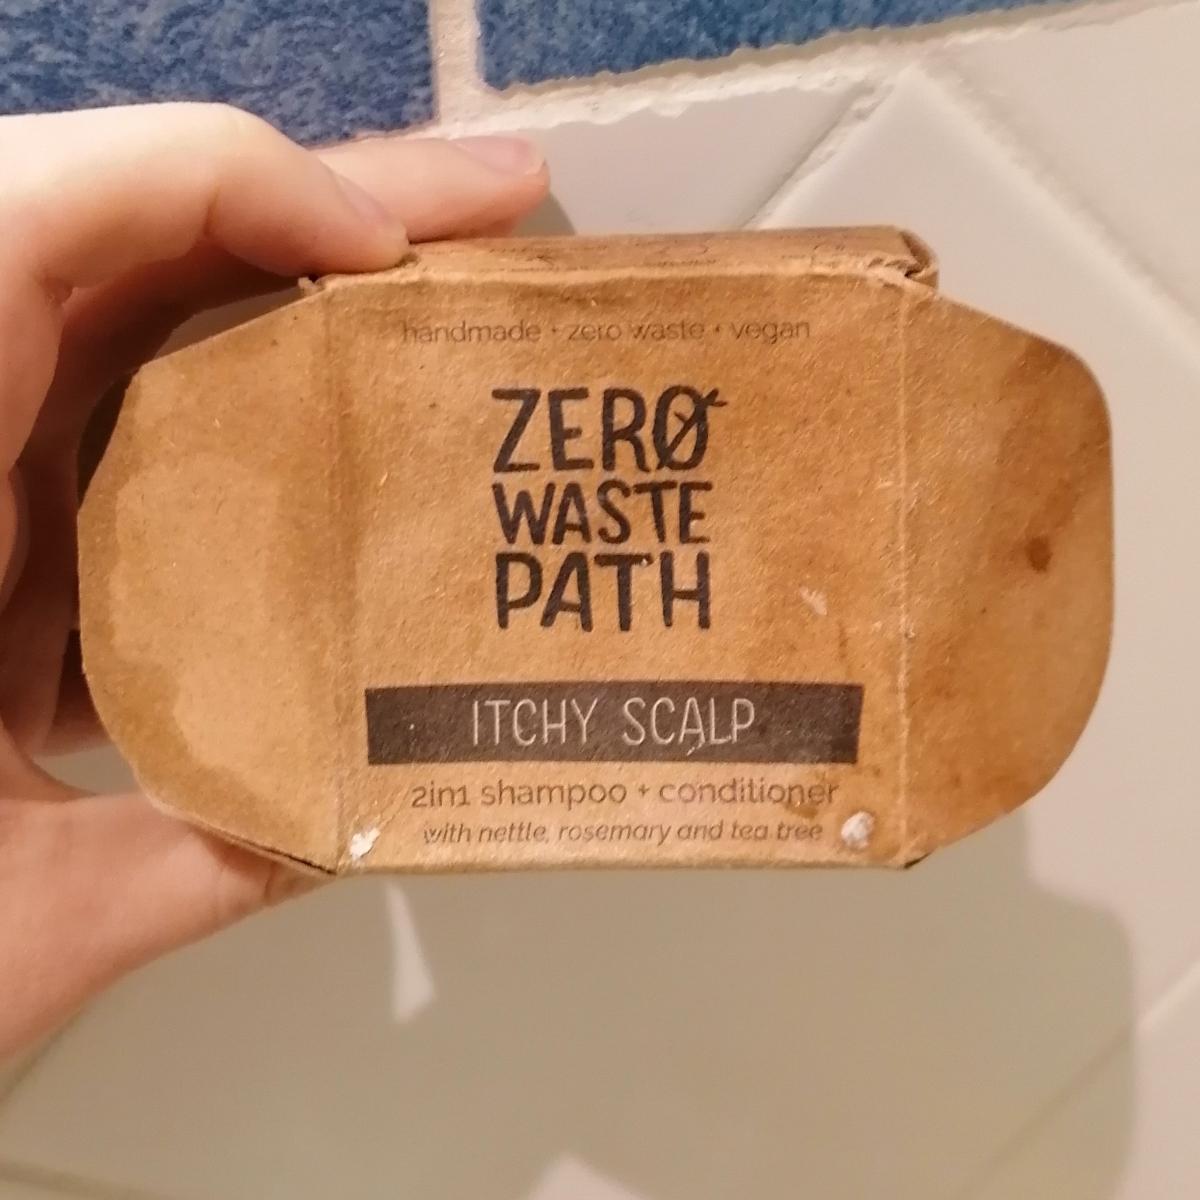 handmade • zero waste • vegan
ZERO
WASTE
PATH
ITCHY SCALP
2in1 shampoo + conditioner
with nettle, rosemary and tea tree